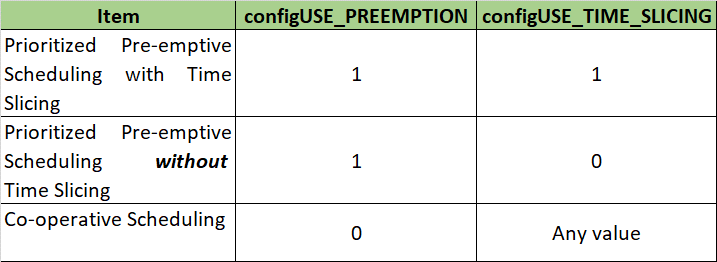 Item configUSE_PREEMPTION configUSE_TIME_SLICING
Prioritized Pre-emptive
Scheduling with Time
Slicing
1 1
Prioritized Pre-emptive
Scheduling without
Time Slicing
1 0
Co-operative Scheduling
0 Any value